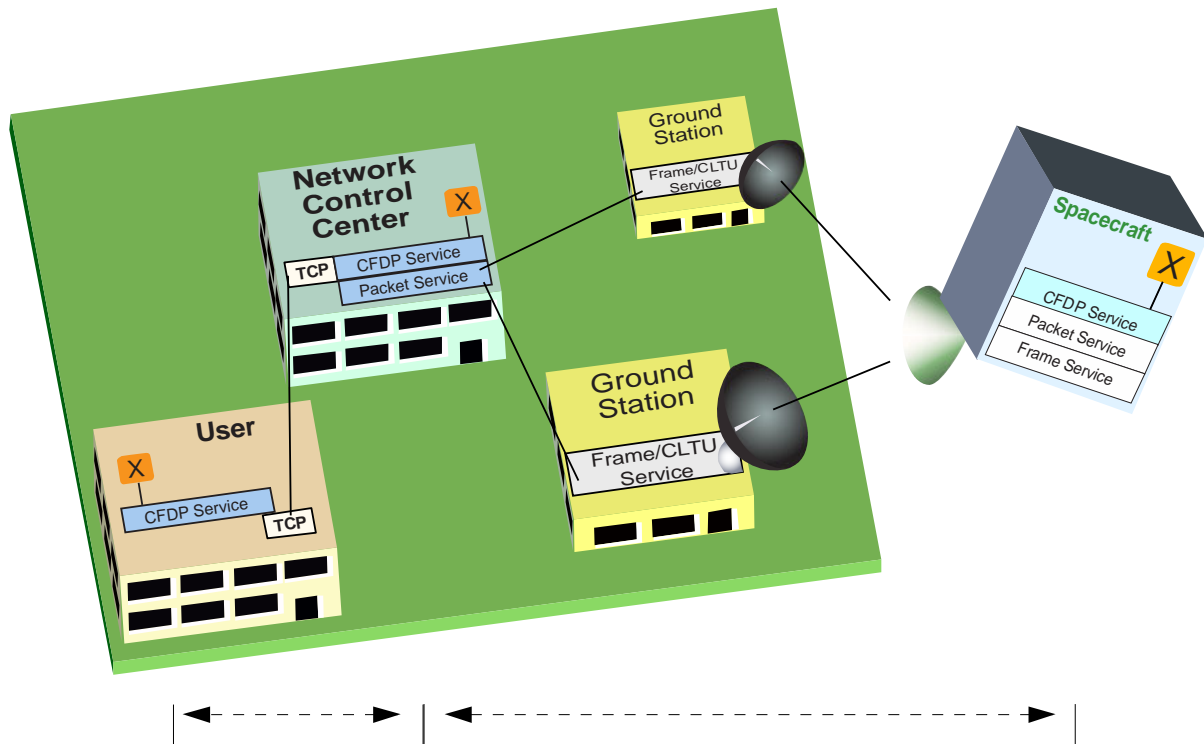 Ground
Station
Frame/CLTU
Service
Network
Control
Center
X
TCP
CFDP Service
Packet Service
Spacecraft
X
CFDP Service
Packet Service
Frame Service
Ground
Station
Frame/CLTU
Service
User
X
CFDP Service
TCP